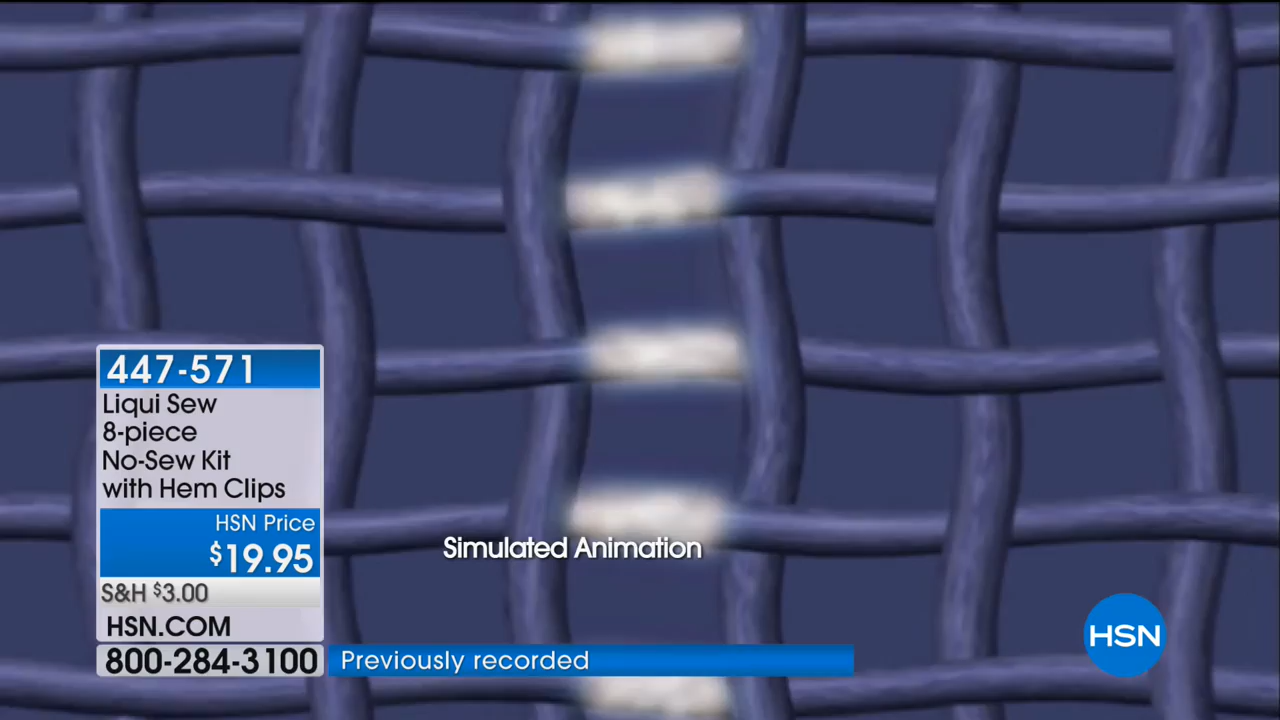 447-571
Liqui Sew
8-piece
No-Sew Kit
with Hem Clips
HSN Price
$19.95
S&H $3.00
HSN.COM
800-284-3100
Previously recorded
Simulated Animation
HSN